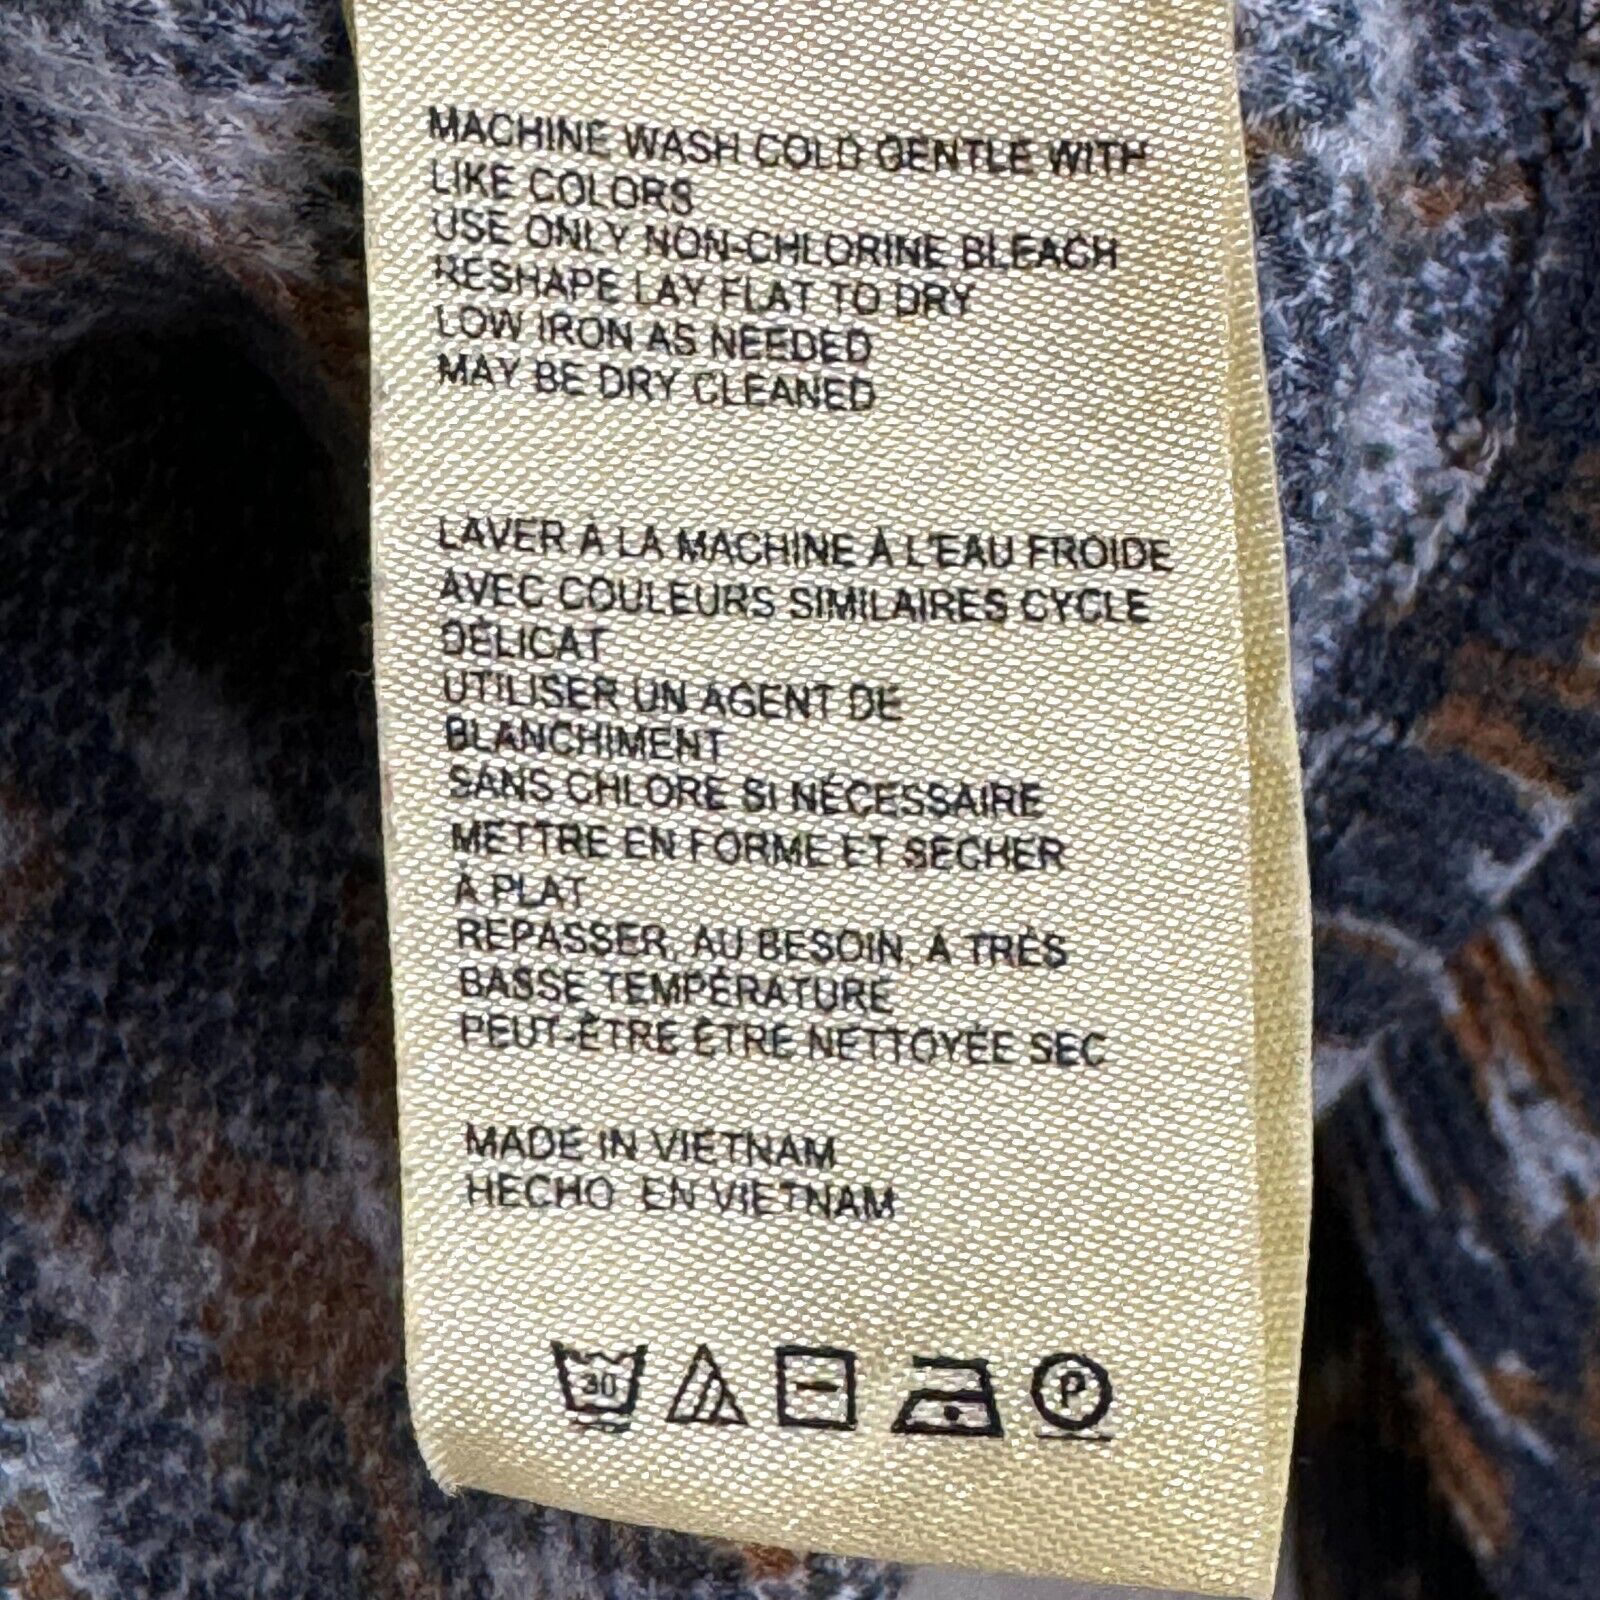 MACHINE WASH COLD GENTLE WITH
LIKE COLORS
USE ONLY NON-CHLORINE BLEACH
RESHAPE LAY FLAT TO DRY
LOW IRON AS NEEDED
MAY BE DRY CLEANED
LAVER À LA MACHINE À L'EAU FROIDE
AVEC COULEURS SIMILAIRES CYCLE
DÉLICAT
UTILISER UN AGENT DE
BLANCHIMENT
SANS CHLORE SI NÉCESSAIRE
METTRE EN FORME ET SÉCHER
À PLAT
REPASSER, AU BESOIN, À TRÈS
BASSE TEMPÉRATURE
PEUT-ÊTRE ÊTRE NETTOYÉE SEC
MADE IN VIETNAM
HECHO EN VIETNAM
30 P